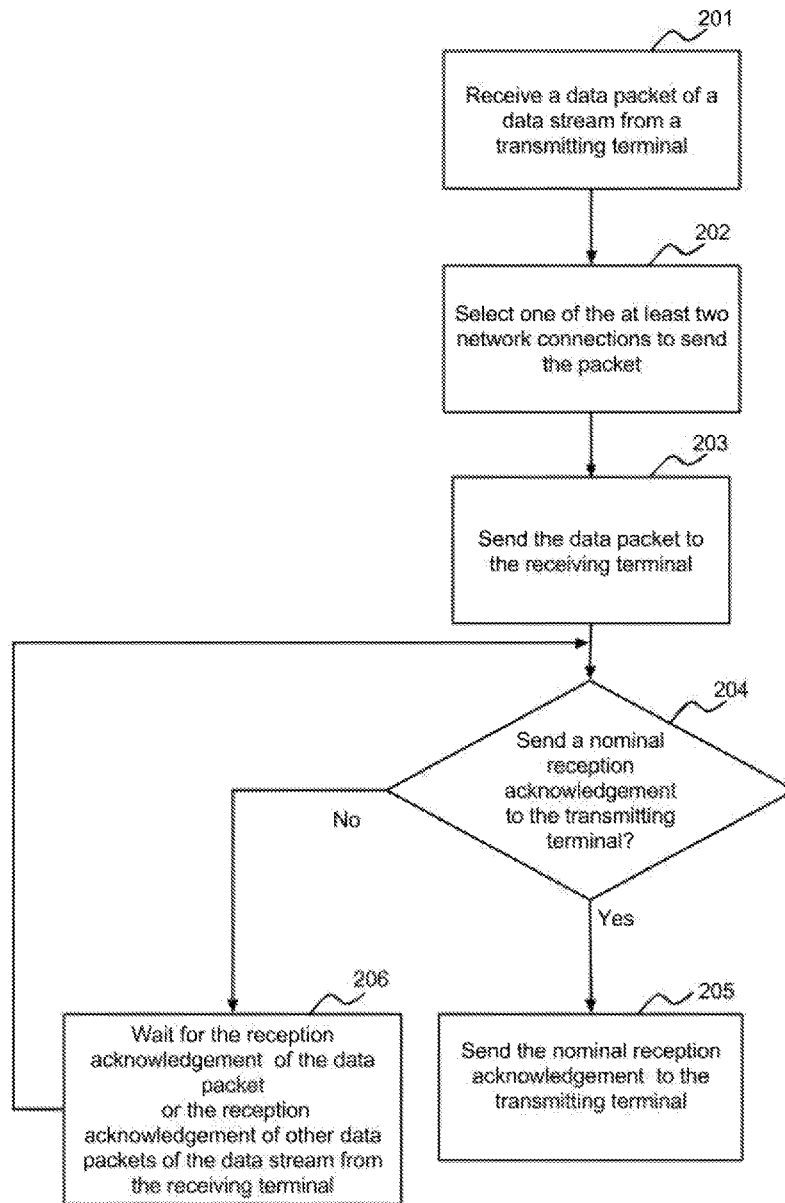 201
Receive a data packet of a
data stream from a
transmitting terminal
202
Select one of the at least two
network connections to send
the packet
203
Send the data packet to
the receiving terminal
204
Send a nominal
reception
acknowledgement
to the transmitting
terminal?
No
Yes
206
Wait for the reception
acknowledgement of the data
packet
or the reception
acknowledgement of other data
packets of the data stream from
the receiving terminal
205
Send the nominal reception
acknowledgement to the
transmitting terminal